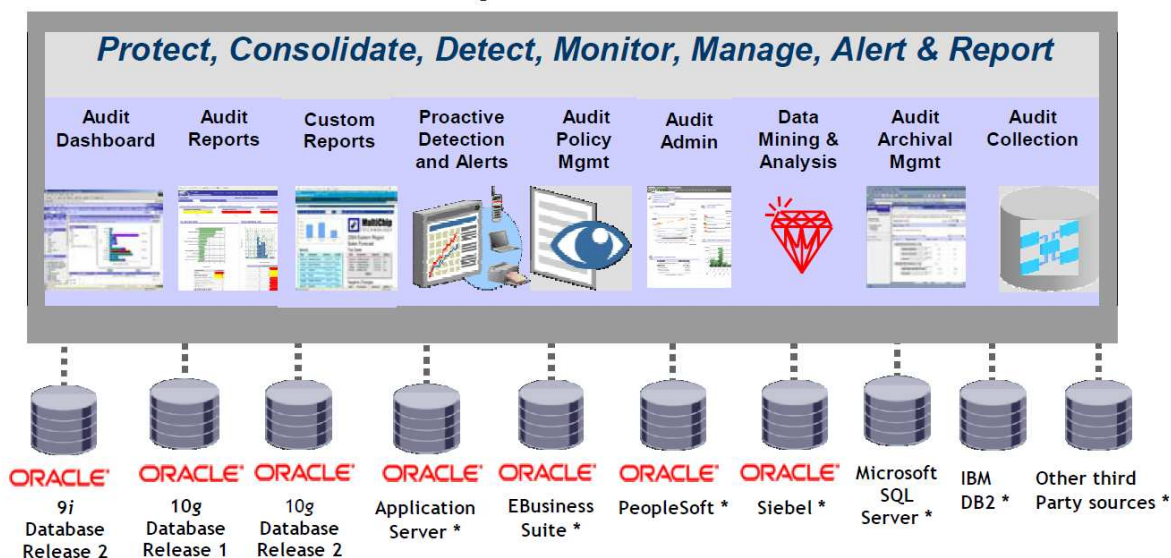 Protect, Consolidate, Detect, Monitor, Manage, Alert & Report
Audit
Dashboard
Audit
Reports
Custom
Reports
Proactive
Detection
and Alerts
Audit
Policy
Mgmt
Audit
Admin
Data
Mining &
Analysis
Audit
Archival
Mgmt
Audit
Collection
MultiChip
ORACLE®
9i
Database
Release 2
ORACLE®
10g
Database
Release 1
ORACLE®
10g
Database
Release 2
ORACLE®
Application
Server *
ORACLE®
EBusiness
Suite *
ORACLE®
PeopleSoft *
ORACLE®
Siebel *
Microsoft
SQL
Server *
IBM
DB2 *
Other third
Party sources *